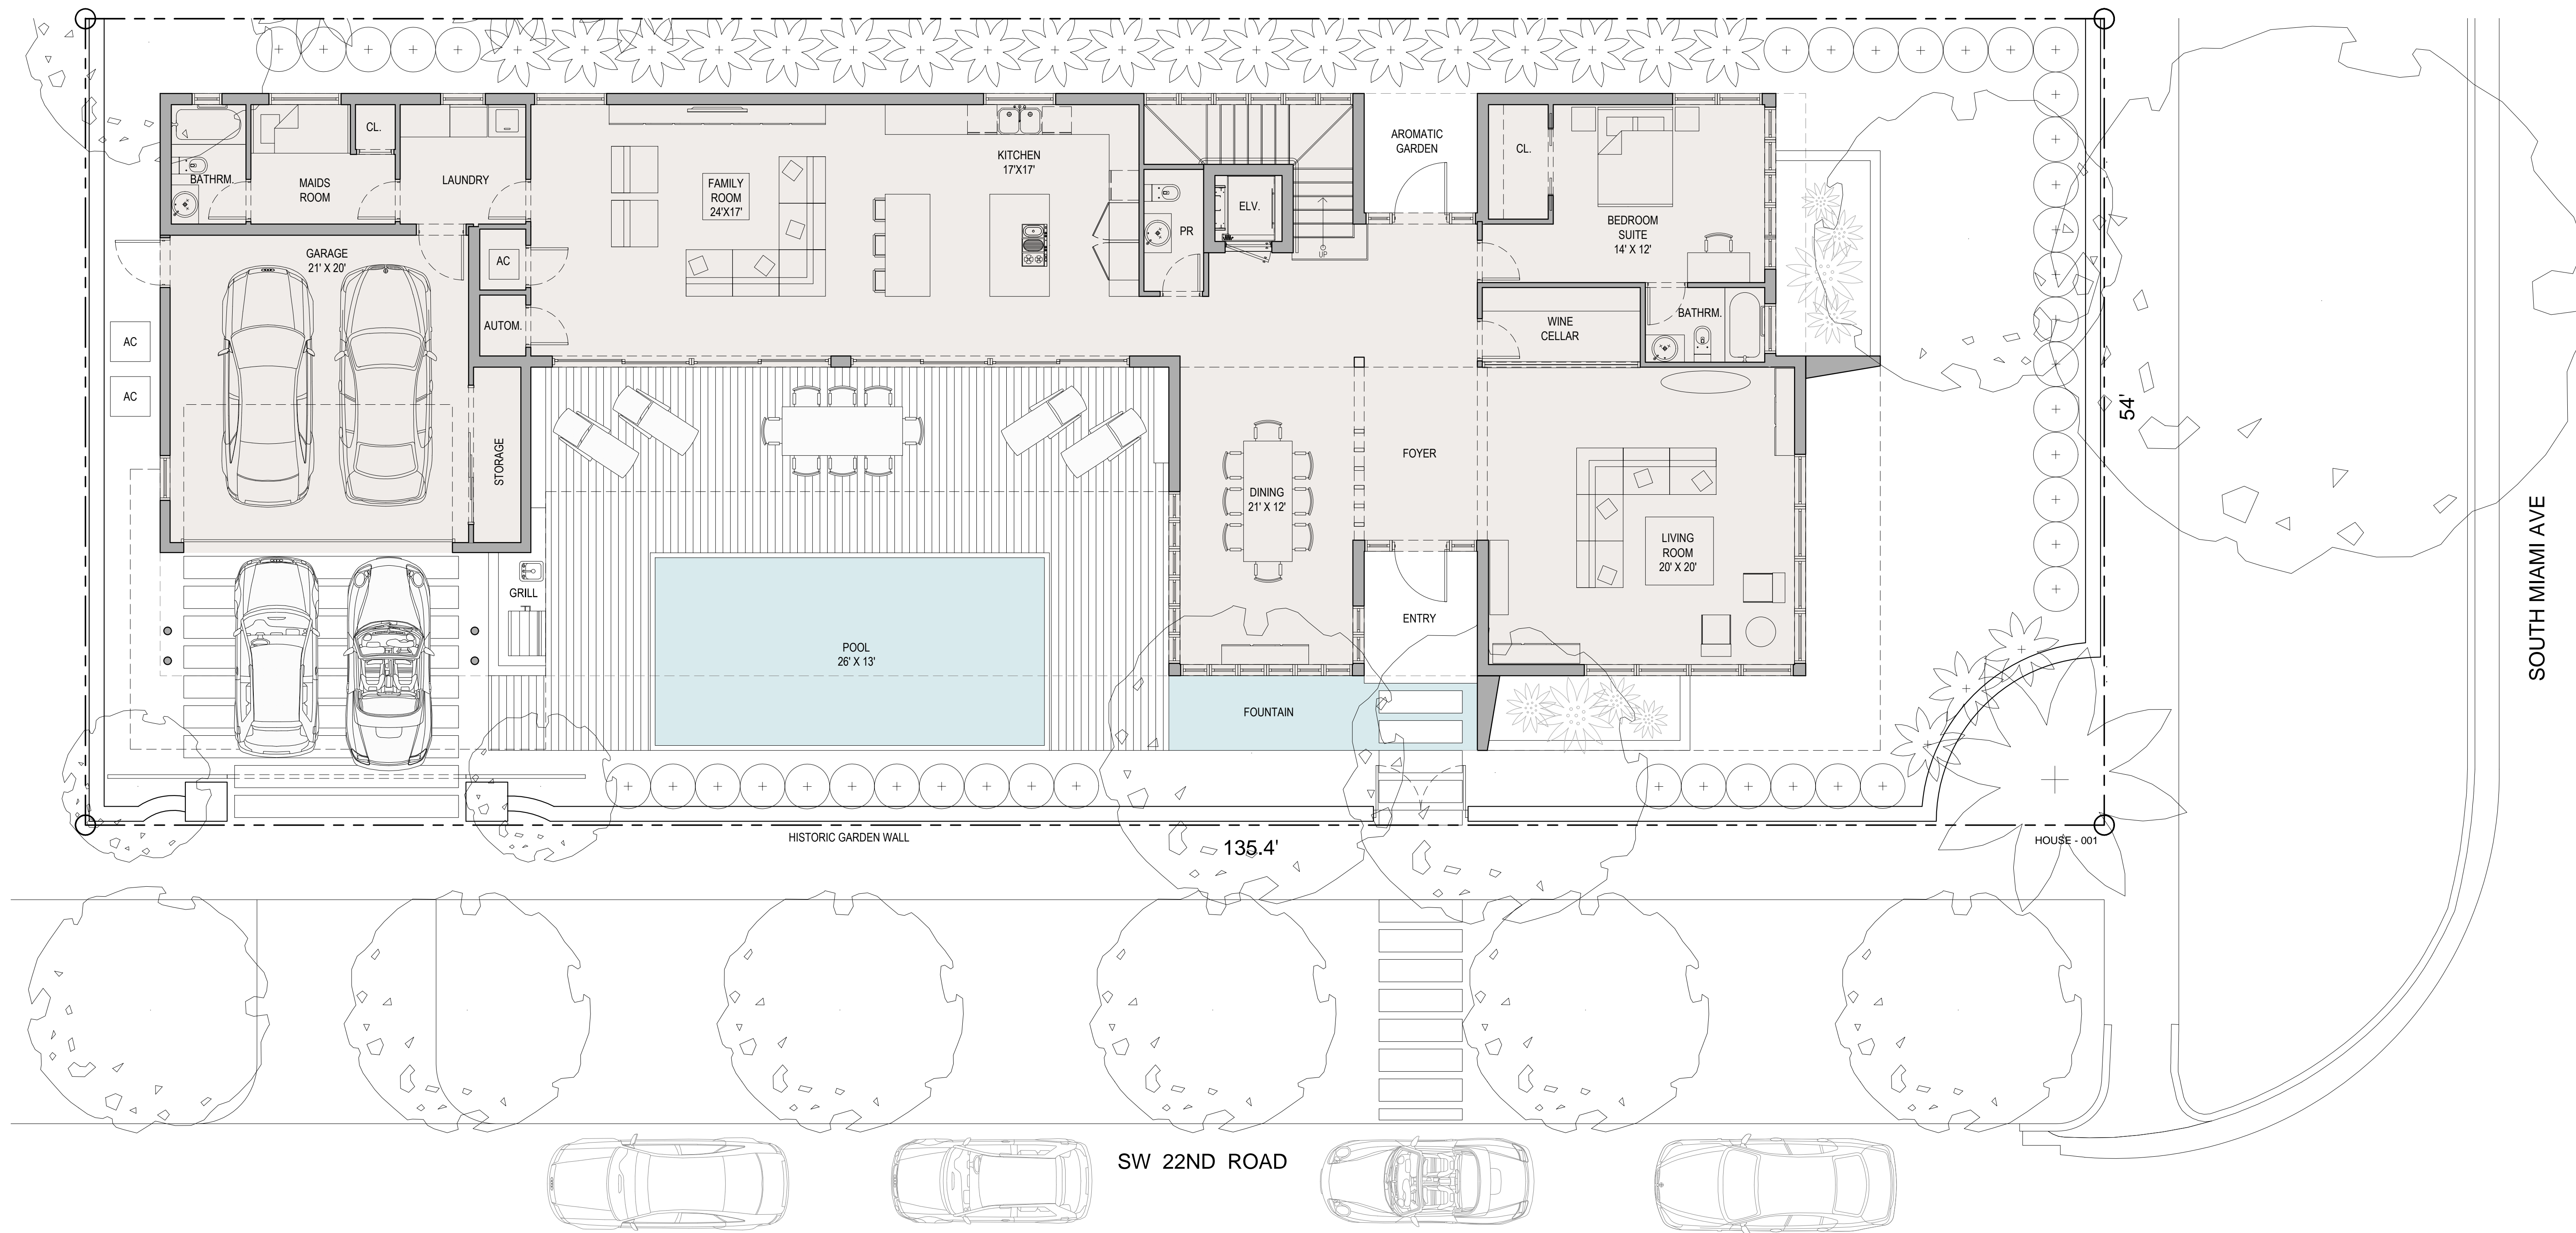 CL.
BATHRM.
MAIDS
ROOM
LAUNDRY
FAMILY
ROOM
24'X17'
KITCHEN
17'X17'
AROMATIC
GARDEN
CL.
ELV.
PR
UP
BEDROOM
SUITE
14' X 12'
GARAGE
21' X 20'
AC
AUTOM.
AC
AC
WINE
CELLAR
BATHRM.
STORAGE
DINING
21' X 12'
FOYER
LIVING
ROOM
20' X 20'
54'
SOUTH MIAMI AVE
GRILL
POOL
26' X 13'
ENTRY
FOUNTAIN
HISTORIC GARDEN WALL
135.4'
HOUSE - 001
SW 22ND ROAD